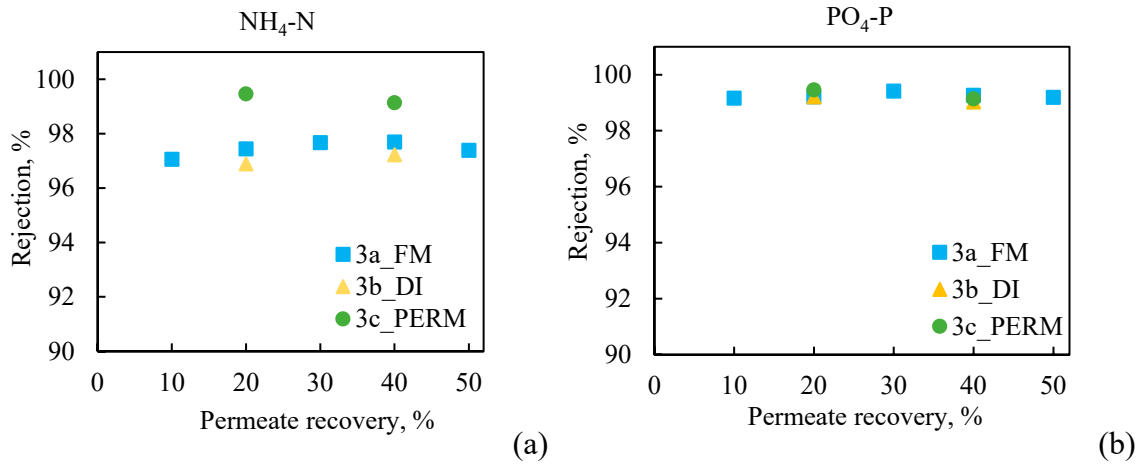 NH₄-N
100
98
96
94
92
90
Rejection, %
3a_FM
3b_DI
3c_PERM
0 10 20 30 40 50
Permeate recovery, %
(a)
PO₄-P
100
98
96
94
92
90
Rejection, %
3a_FM
3b_DI
3c_PERM
0 10 20 30 40 50
Permeate recovery, %
(b)